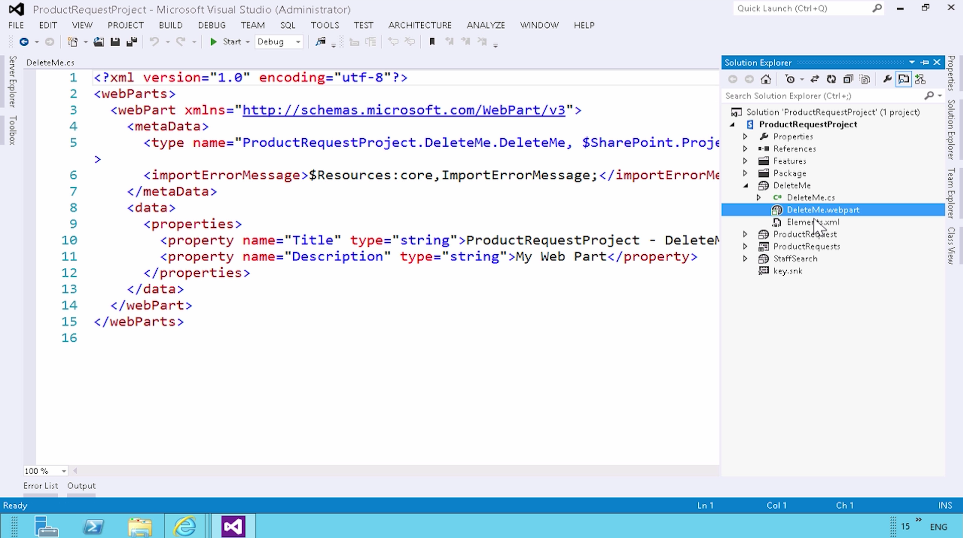 ProductRequestProject - Microsoft Visual Studio (Administrator)
Quick Launch (Ctrl+Q)
FILE EDIT VIEW PROJECT BUILD DEBUG TEAM SQL TOOLS TEST ARCHITECTURE ANALYZE WINDOW HELP
Start Debug
Server Explorer
Toolbox
DeleteMe.cs
1 <?xml version="1.0" encoding="utf-8"?>
2 <webParts>
3 <webPart xmlns="http://schemas.microsoft.com/WebPart/v3">
4 <metaData>
5 <type name="ProductRequestProject.DeleteMe.DeleteMe, $SharePoint.Proje
>
6 <importErrorMessage>$Resources:core,ImportErrorMessage;</importErrorM
7 </metaData>
8 <data>
9 <properties>
10 <property name="Title" type="string">ProductRequestProject - DeleteM
11 <property name="Description" type="string">My Web Part</property>
12 </properties>
13 </data>
14 </webPart>
15 </webParts>
16
100 %
Error List Output
Solution Explorer
Search Solution Explorer (Ctrl+;)
Solution 'ProductRequestProject' (1 project)
ProductRequestProject
Properties
References
Features
Package
DeleteMe
DeleteMe.cs
DeleteMe.webpart
Elements.xml
ProductRequest
ProductRequests
StaffSearch
key.snk
Properties
Solution Explorer
Team Explorer
Class View
Ready Ln 1 Col 1 Ch 1 INS
15 ENG